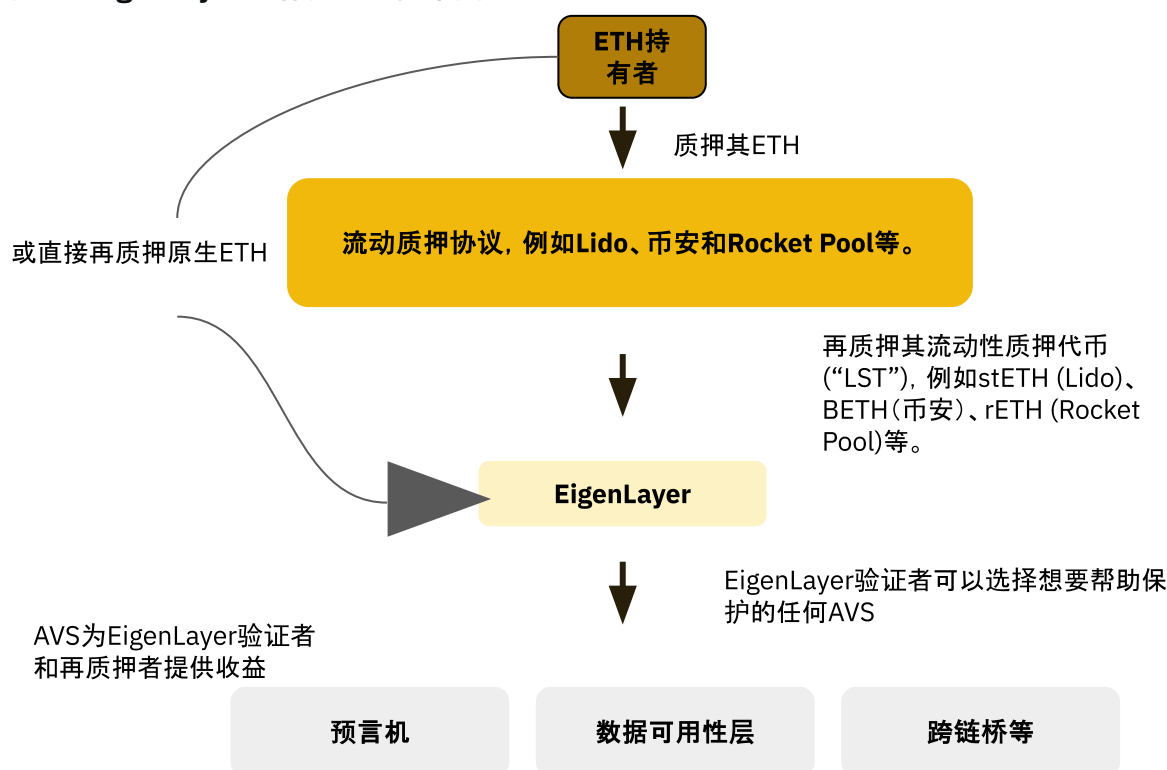 ETH持
有者
质押其ETH
流动质押协议，例如Lido、币安和Rocket Pool等。
或直接再质押原生ETH
再质押其流动性质押代币
(“LST”)，例如stETH (Lido)、
BETH（币安）、rETH (Rocket
Pool)等。
EigenLayer
EigenLayer验证者可以选择想要帮助保
护的任何AVS
AVS为EigenLayer验证者
和再质押者提供收益
预言机
数据可用性层
跨链桥等